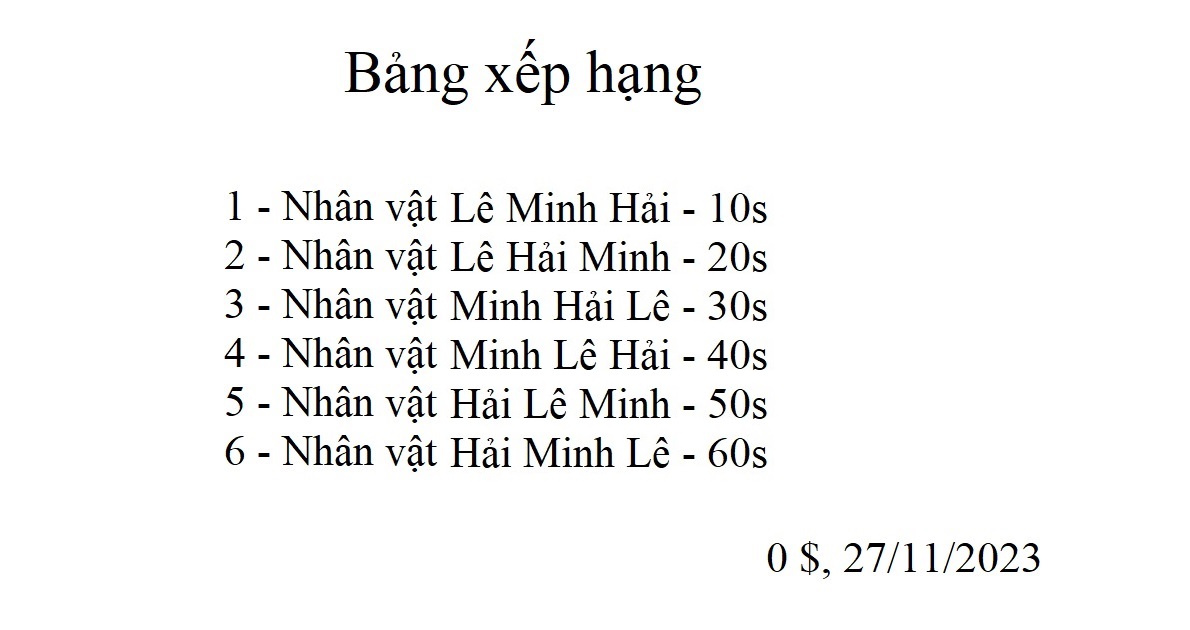 Bảng xếp hạng
1 - Nhân vật Lê Minh Hải - 10s
2 - Nhân vật Lê Hải Minh - 20s
3 - Nhân vật Minh Hải Lê - 30s
4 - Nhân vật Minh Lê Hải - 40s
5 - Nhân vật Hải Lê Minh - 50s
6 - Nhân vật Hải Minh Lê - 60s
0 $, 27/11/2023